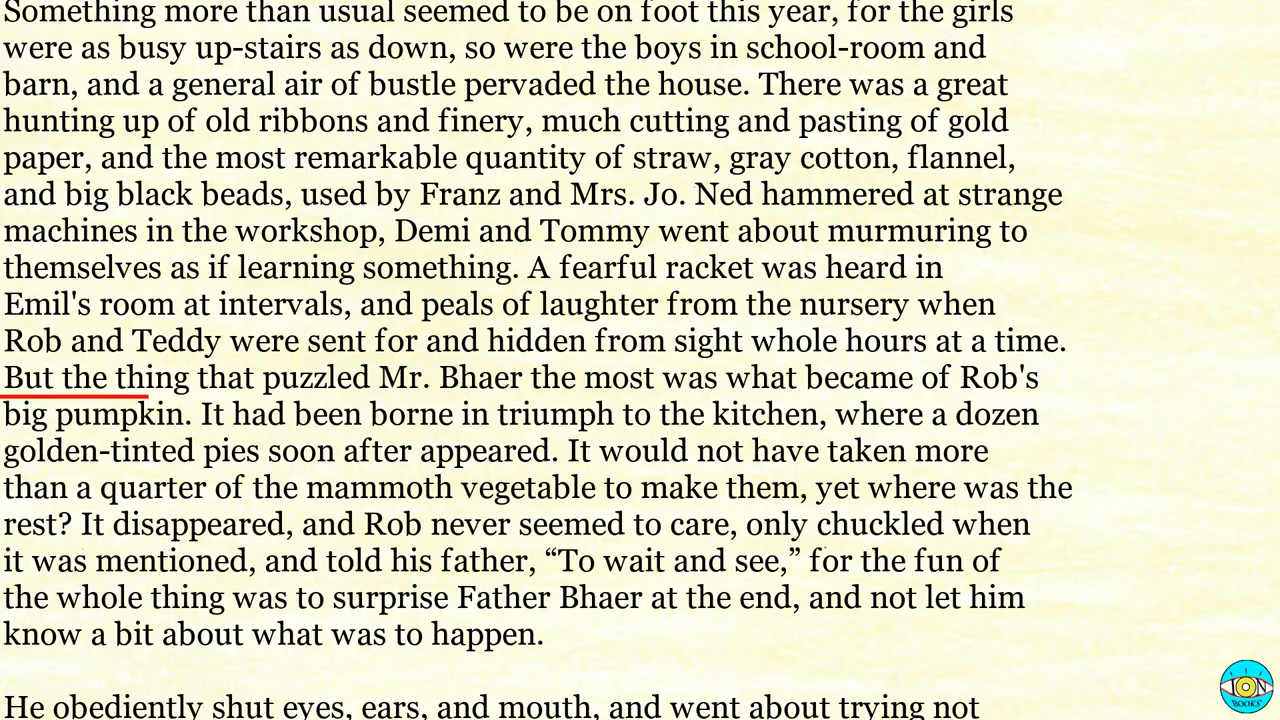 Something more than usual seemed to be on foot this year, for the girls
were as busy up-stairs as down, so were the boys in school-room and
barn, and a general air of bustle pervaded the house. There was a great
hunting up of old ribbons and finery, much cutting and pasting of gold
paper, and the most remarkable quantity of straw, gray cotton, flannel,
and big black beads, used by Franz and Mrs. Jo. Ned hammered at strange
machines in the workshop, Demi and Tommy went about murmuring to
themselves as if learning something. A fearful racket was heard in
Emil's room at intervals, and peals of laughter from the nursery when
Rob and Teddy were sent for and hidden from sight whole hours at a time.
But the thing that puzzled Mr. Bhaer the most was what became of Rob's
big pumpkin. It had been borne in triumph to the kitchen, where a dozen
golden-tinted pies soon after appeared. It would not have taken more
than a quarter of the mammoth vegetable to make them, yet where was the
rest? It disappeared, and Rob never seemed to care, only chuckled when
it was mentioned, and told his father, “To wait and see,” for the fun of
the whole thing was to surprise Father Bhaer at the end, and not let him
know a bit about what was to happen.
He obediently shut eyes, ears, and mouth, and went about trying not
ION
BOOKS